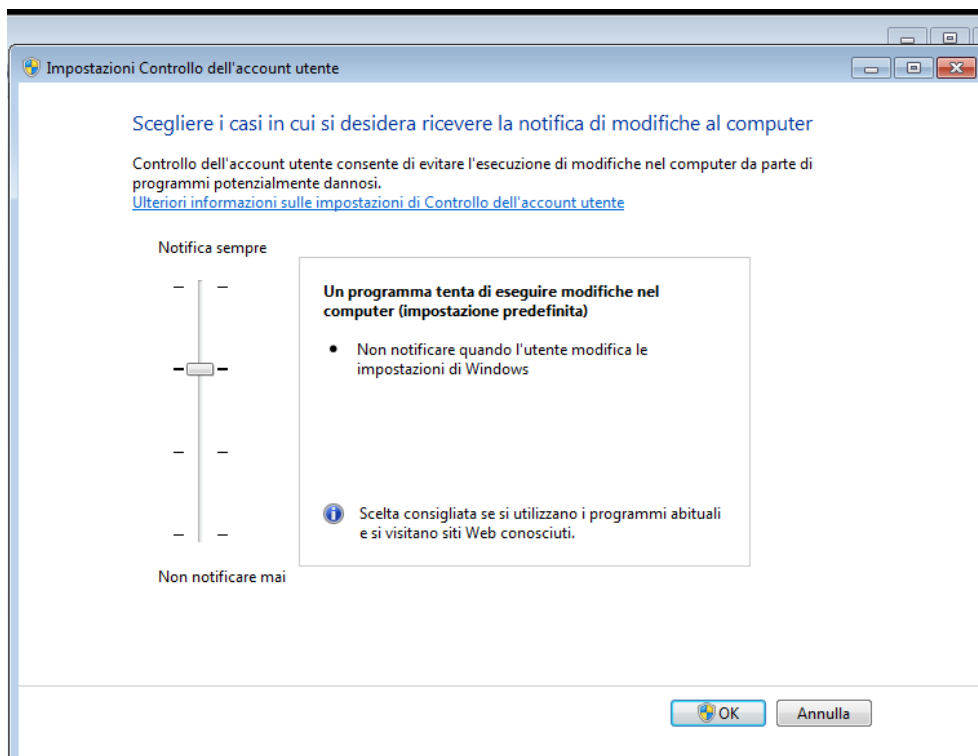 Impostazioni Controllo dell'account utente
Scegliere i casi in cui si desidera ricevere la notifica di modifiche al computer
Controllo dell'account utente consente di evitare l'esecuzione di modifiche nel computer da parte di
programmi potenzialmente dannosi.
Ulteriori informazioni sulle impostazioni di Controllo dell'account utente
Notifica sempre
Un programma tenta di eseguire modifiche nel
computer (impostazione predefinita)
Non notificare quando l'utente modifica le
impostazioni di Windows
Scelta consigliata se si utilizzano i programmi abituali
e si visitano siti Web conosciuti.
Non notificare mai
OK
Annulla